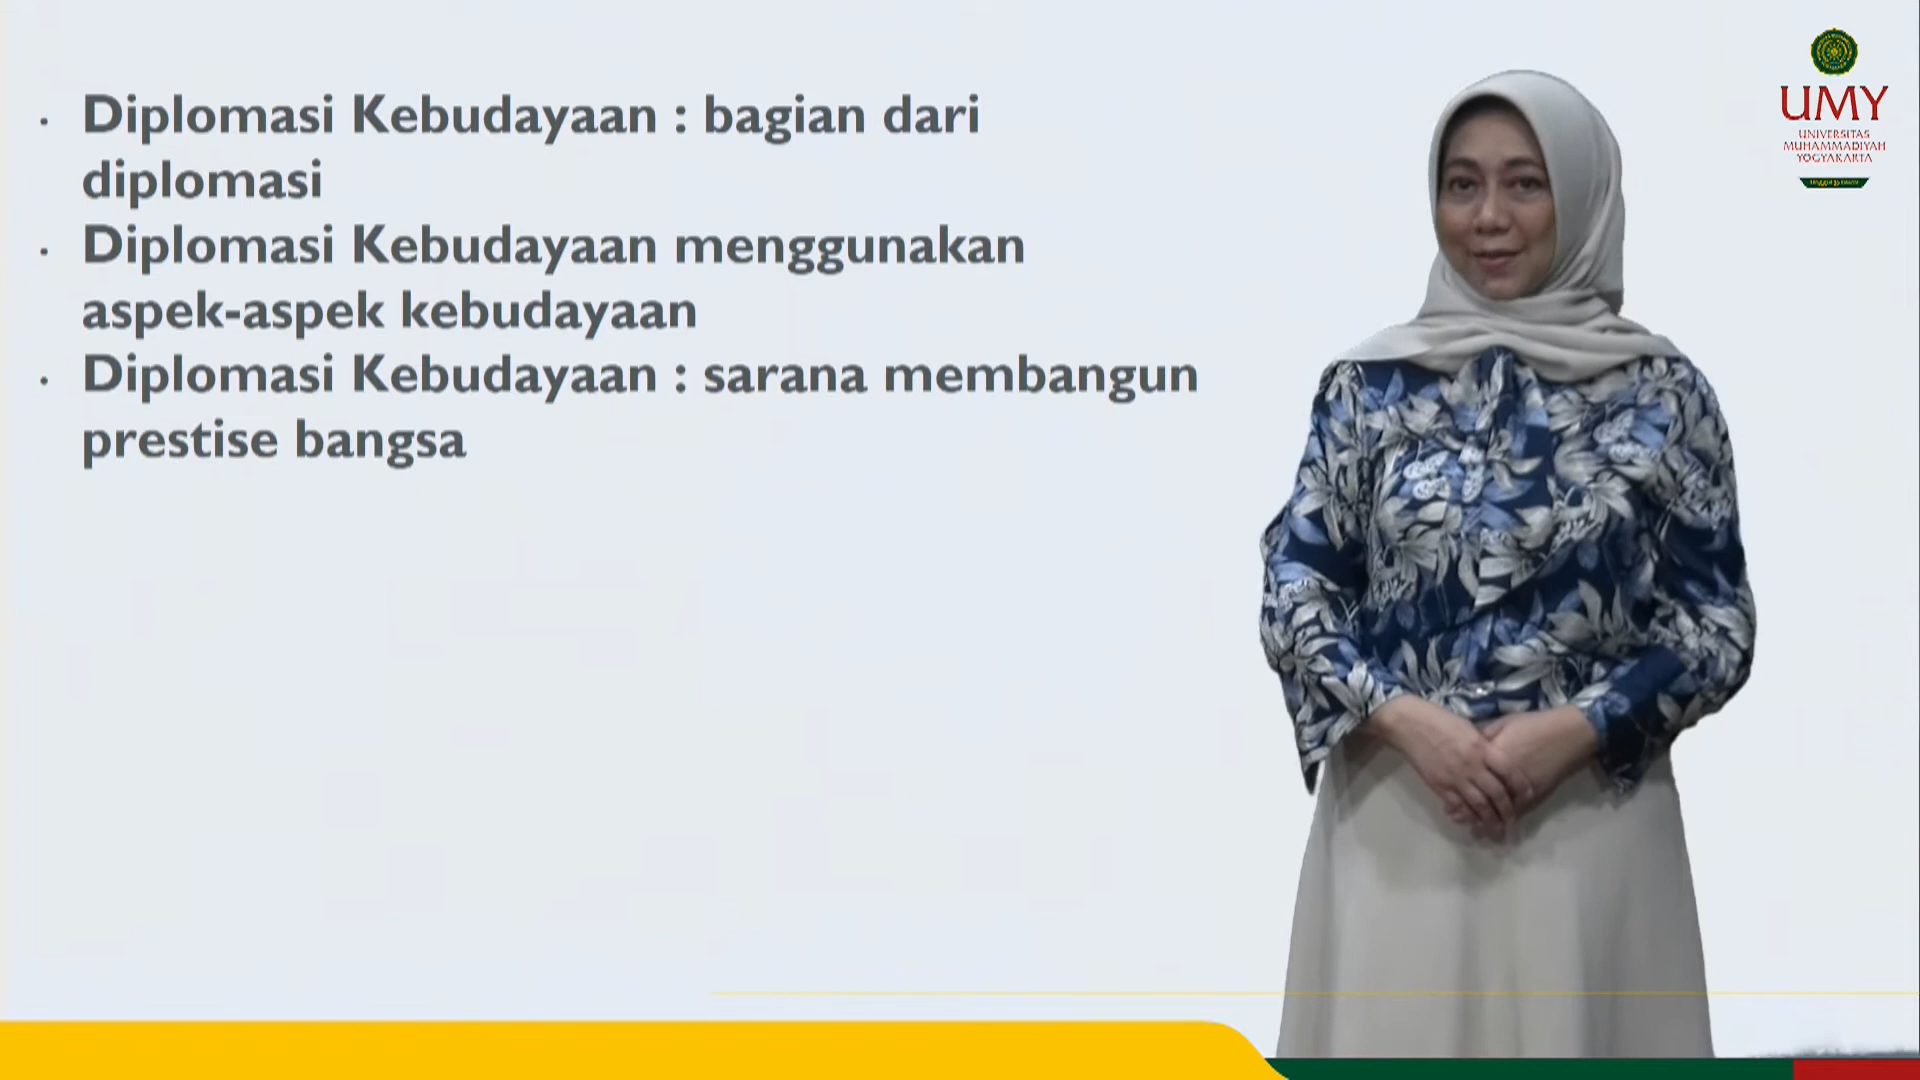 • Diplomasi Kebudayaan : bagian dari
diplomasi
• Diplomasi Kebudayaan menggunakan
aspek-aspek kebudayaan
• Diplomasi Kebudayaan : sarana membangun
prestise bangsa
UMY
UNIVERSITAS
MUHAMMADIYAH
YOGYAKARTA